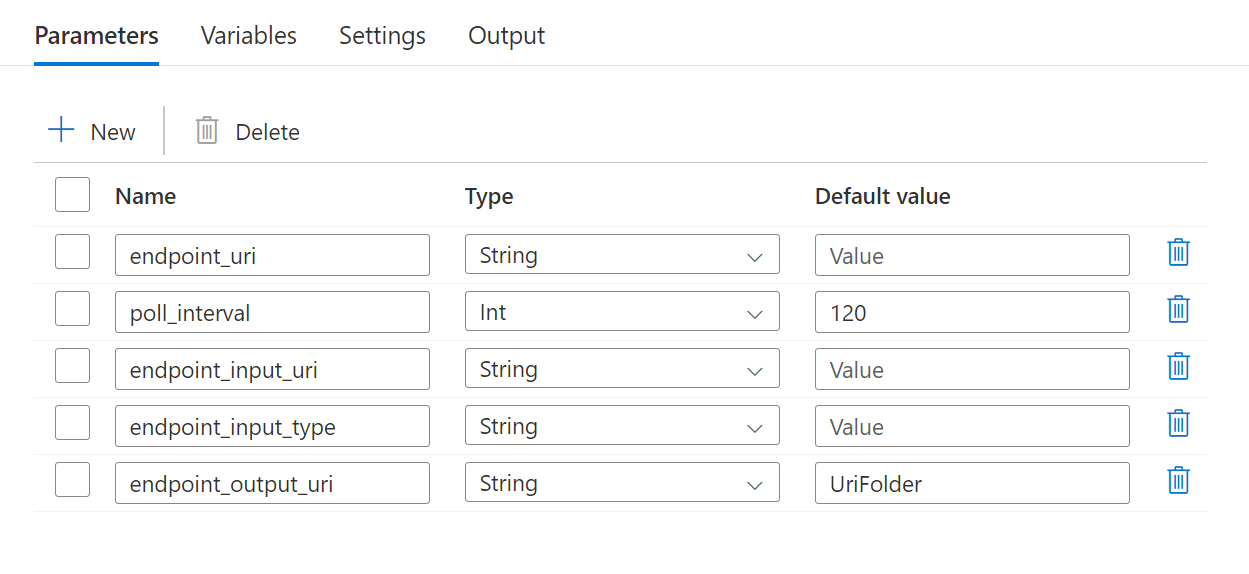 Parameters Variables Settings Output
New Delete
Name Type Default value
endpoint_uri String Value
poll_interval Int 120
endpoint_input_uri String Value
endpoint_input_type String Value
endpoint_output_uri String UriFolder